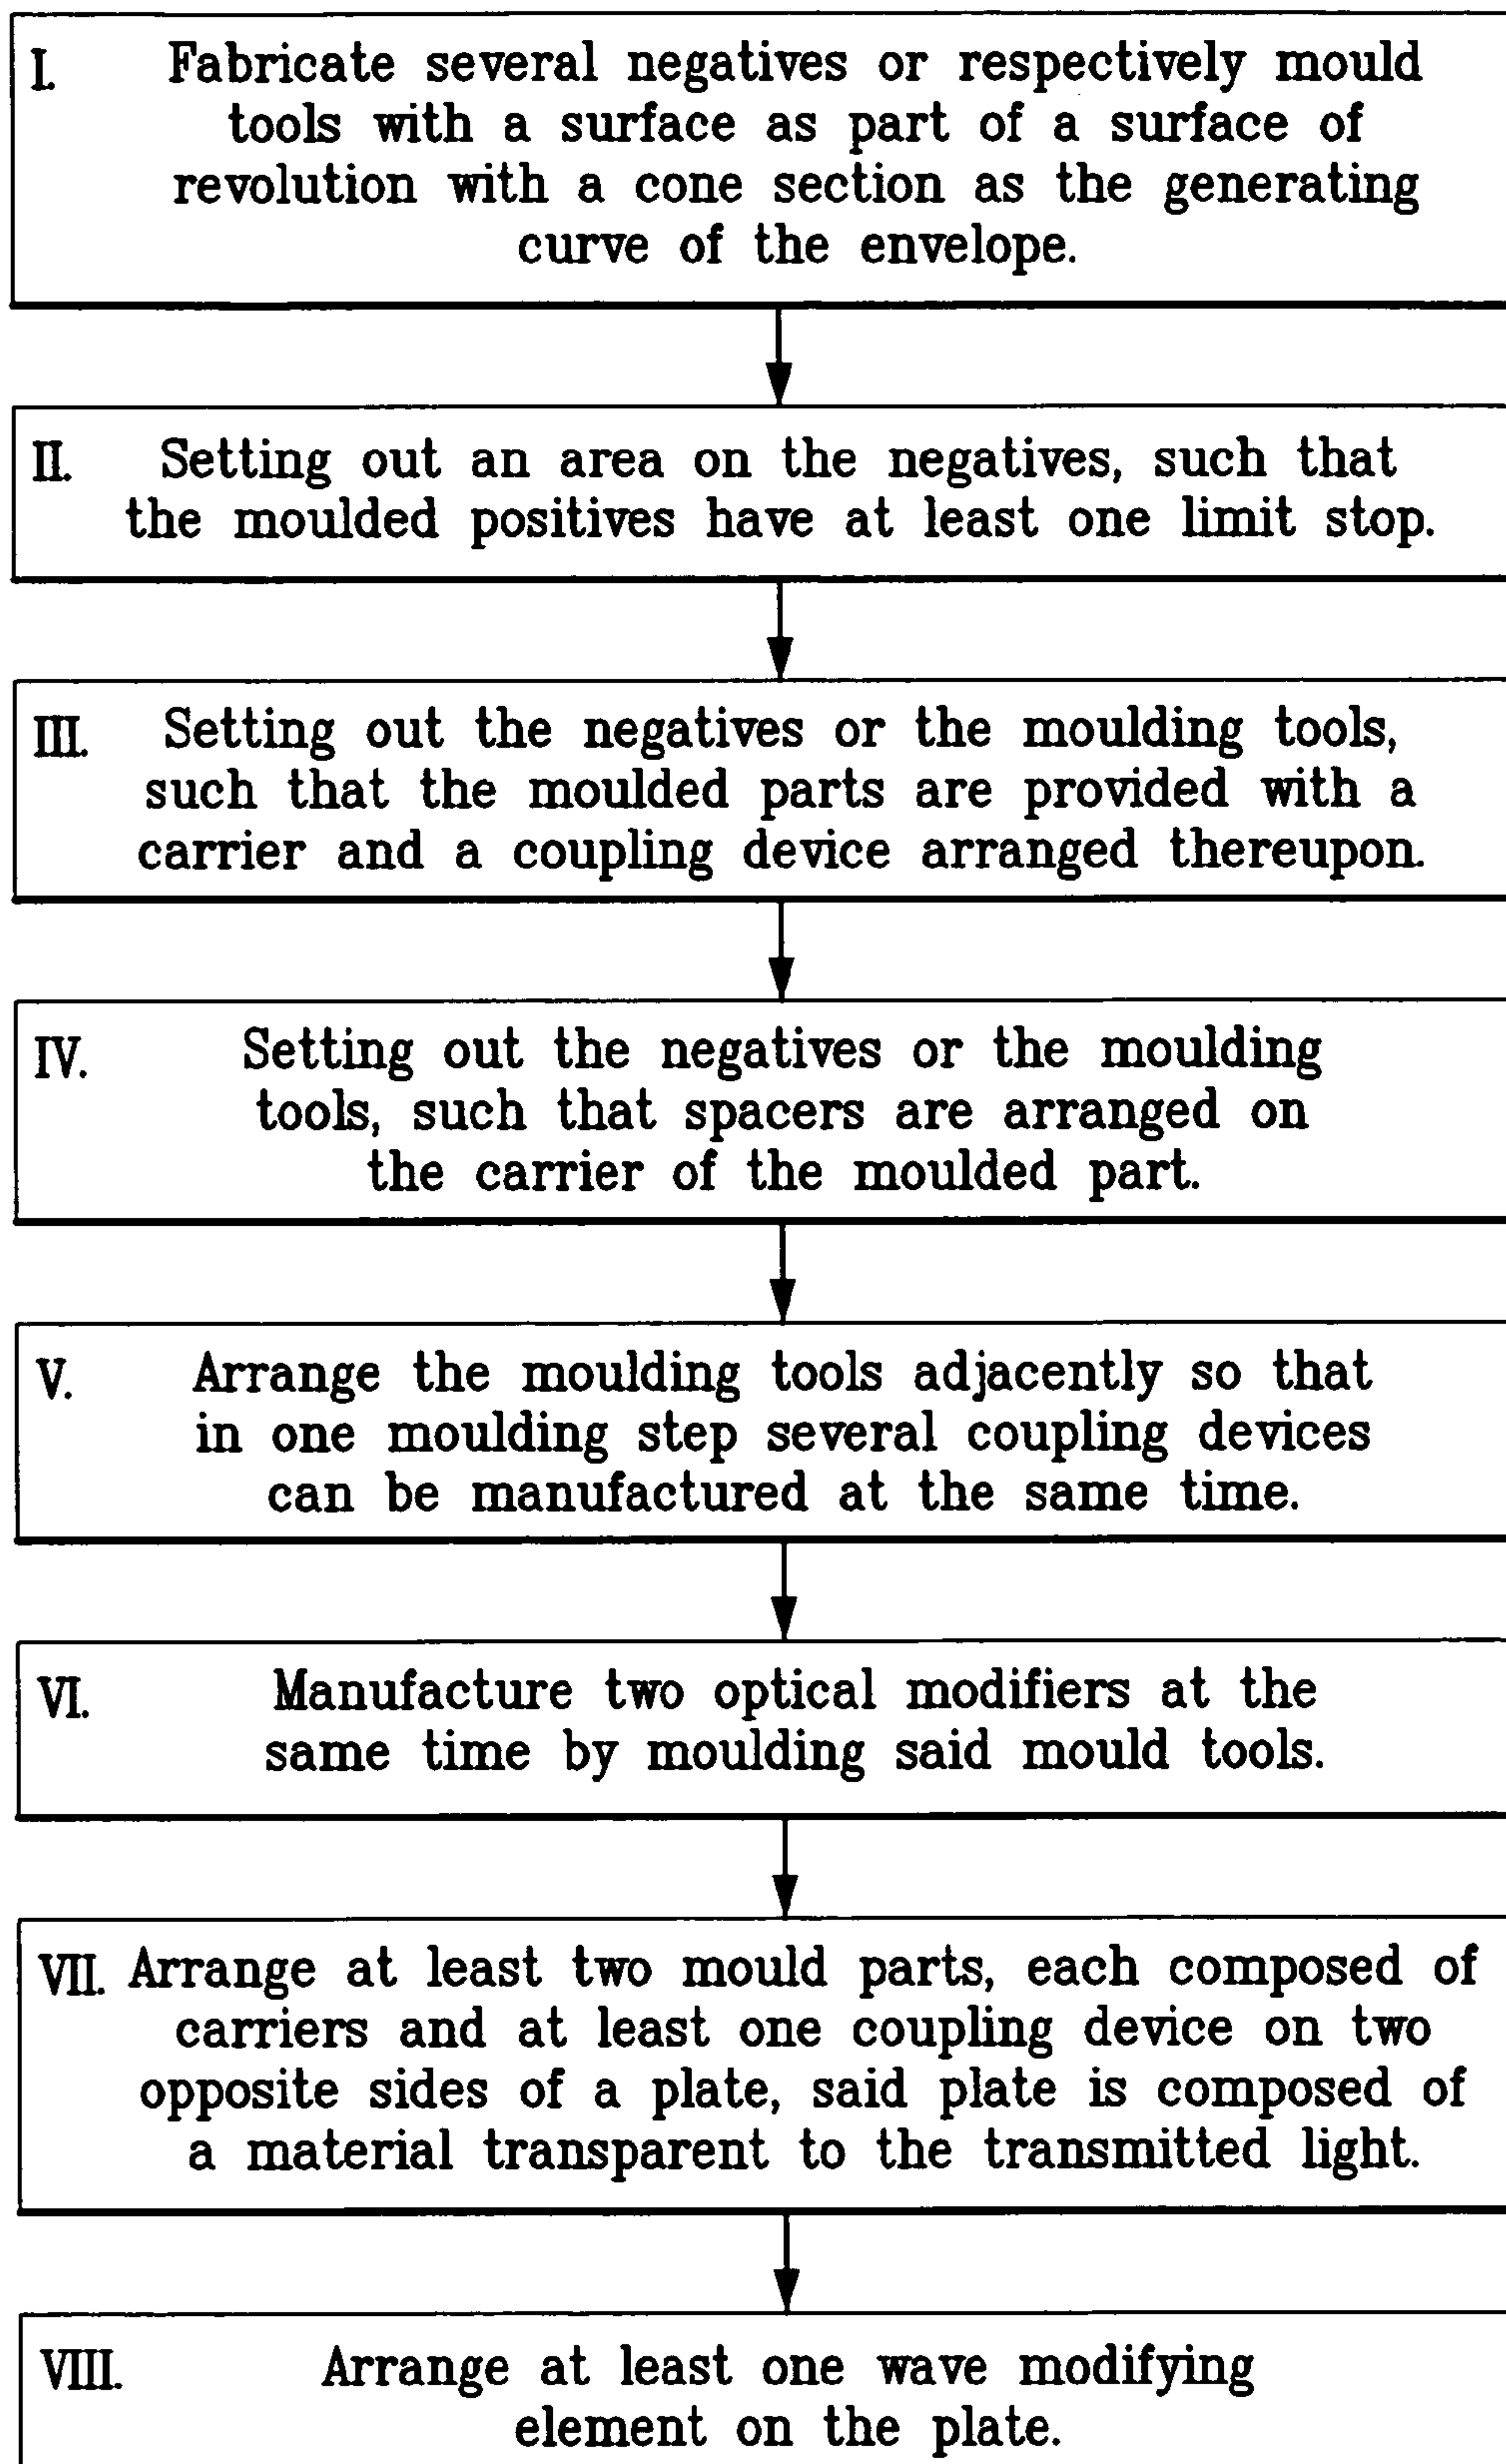 I. Fabricate several negatives or respectively mould
tools with a surface as part of a surface of
revolution with a cone section as the generating
curve of the envelope.
II. Setting out an area on the negatives, such that
the moulded positives have at least one limit stop.
III. Setting out the negatives or the moulding tools,
such that the moulded parts are provided with a
carrier and a coupling device arranged thereupon.
IV. Setting out the negatives or the moulding
tools, such that spacers are arranged on
the carrier of the moulded part.
V. Arrange the moulding tools adjacently so that
in one moulding step several coupling devices
can be manufactured at the same time.
VI. Manufacture two optical modifiers at the
same time by moulding said mould tools.
VII. Arrange at least two mould parts, each composed of
carriers and at least one coupling device on two
opposite sides of a plate, said plate is composed of
a material transparent to the transmitted light.
VIII. Arrange at least one wave modifying
element on the plate.